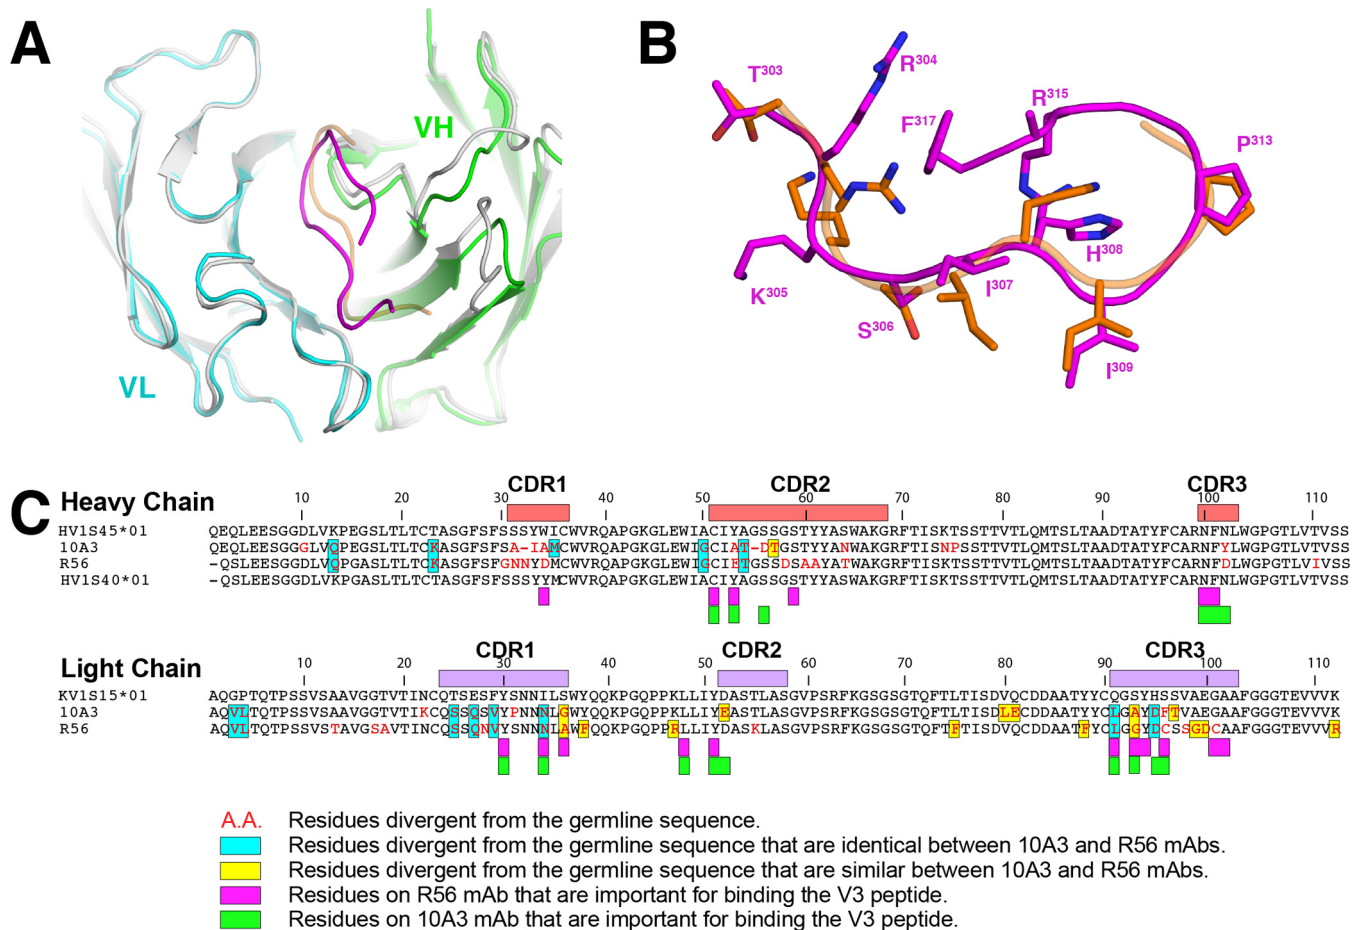 A
VH
VL
B
T303
R304
F317
R315
P313
K305
S306
I307
H308
I309
C
Heavy Chain
CDR1 CDR2 CDR3
10 20 30 40 50 60 70 80 90 100 110
HV1S45*01 QEQLEESGGDLVKPEGSLTLTCTASGFSFSSSYWICWVRQAPGKGLEWIACIYAGSSGSTYYASWAKGRFTISKTSSTTVTLQMTSLTAADTATYFCARNFNLWGPGTLVTVSS
10A3 QEQLEESGGGLVQPEGSLTLTCKASGFSFSA-IAMCWVRQAPGKGLEWIGCIAT-DTGSTYYANWAKGRFTISNPSSTTVTLQMTSLTAADTATYFCARNFYLWGPGTLVTVSS
R56 -QSLEESGGDLVQPGASLTLTCKASGFSFGNNYDMCWVRQAPGKGLEWIGCIETGSSDSAAYATWAKGRFTISKTSSTTVTLQMTSLTAADTATYFCARNFDLWGPGTLVIVSS
HV1S40*01 -QSLEESGGDLVKPGASLTLTCTASGFSFSSSYYMCWVRQAPGKGLEWIACIYAGSSGSTYYASWAKGRFTISKTSSTTVTLQMTSLTAADTATYFCARNFNLWGPGTLVTVSS
Light Chain
CDR1 CDR2 CDR3
10 20 30 40 50 60 70 80 90 100 110
KV1S15*01 AQGPTQTPSSVSAAVGGTVTINCQTSESFYSNNILSWYQQKPGQPPKLLIYDASTLASGVPSRFKGSGSGTQFTLTISDVQCDDAATYYCQGSYHSSVAEGAAFGGGTEVVVK
10A3 AQVLTQTPSSVSAAVGGTVTIKCQSSQSVYPNNNLGWYQQKPGQPPKLLIYEASTLASGVPSRFKGSGSGTQFTLTISDLECDDAATYYCLGAYDFTVAEGAAFGGGTEVVVK
R56 AQVLTQTPSSVSTAVGSAVTINCQSSQNVYSNNNLAWFQQKPGQPPRLLIYDASKLASGVPSRFKGSGSGTQFTFTISDVQCDDAATFYCLGGYDCSSGDCAAFGGGTEVVVR
A.A. Residues divergent from the germline sequence.
Residues divergent from the germline sequence that are identical between 10A3 and R56 mAbs.
Residues divergent from the germline sequence that are similar between 10A3 and R56 mAbs.
Residues on R56 mAb that are important for binding the V3 peptide.
Residues on 10A3 mAb that are important for binding the V3 peptide.